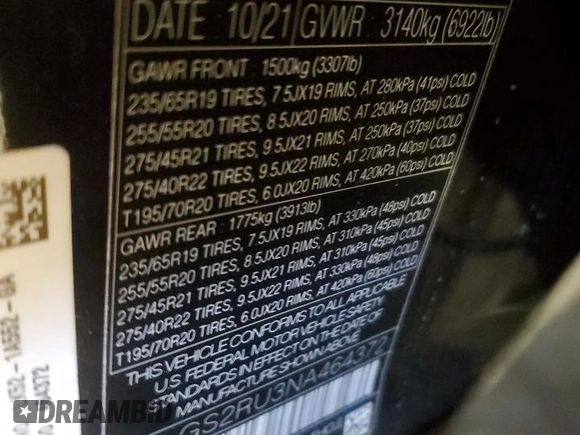 DATE 10/21 GVWR 3140kg (6922lb)
GAWR FRONT 1500kg (3307lb)
235/65R19 TIRES, 7.5JX19 RIMS, AT 280kPa (41psi) COLD
255/55R20 TIRES, 8.5JX20 RIMS, AT 250kPa (37psi) COLD
275/45R21 TIRES, 9.5JX21 RIMS, AT 250kPa (37psi) COLD
275/40R22 TIRES, 9.5JX22 RIMS, AT 270kPa (40psi) COLD
T195/70R20 TIRES, 6.0JX20 RIMS, AT 420kPa (60psi) COLD
GAWR REAR 1775kg (3913lb)
235/65R19 TIRES, 7.5JX19 RIMS, AT 330kPa (48psi) COLD
255/55R20 TIRES, 8.5JX20 RIMS, AT 310kPa (45psi) COLD
275/45R21 TIRES, 9.5JX21 RIMS, AT 310kPa (45psi) COLD
275/40R22 TIRES, 9.5JX22 RIMS, AT 330kPa (48psi) COLD
T195/70R20 TIRES, 6.0JX20 RIMS, AT 420kPa (60psi) COLD
THIS VEHICLE CONFORMS TO ALL APPLICABLE
U.S. FEDERAL MOTOR VEHICLE SAFETY
STANDARDS IN EFFECT ON THE DATE OF
MANUFACTURE SHOWN ABOVE
GS2RU3NA464372
DREAMBID